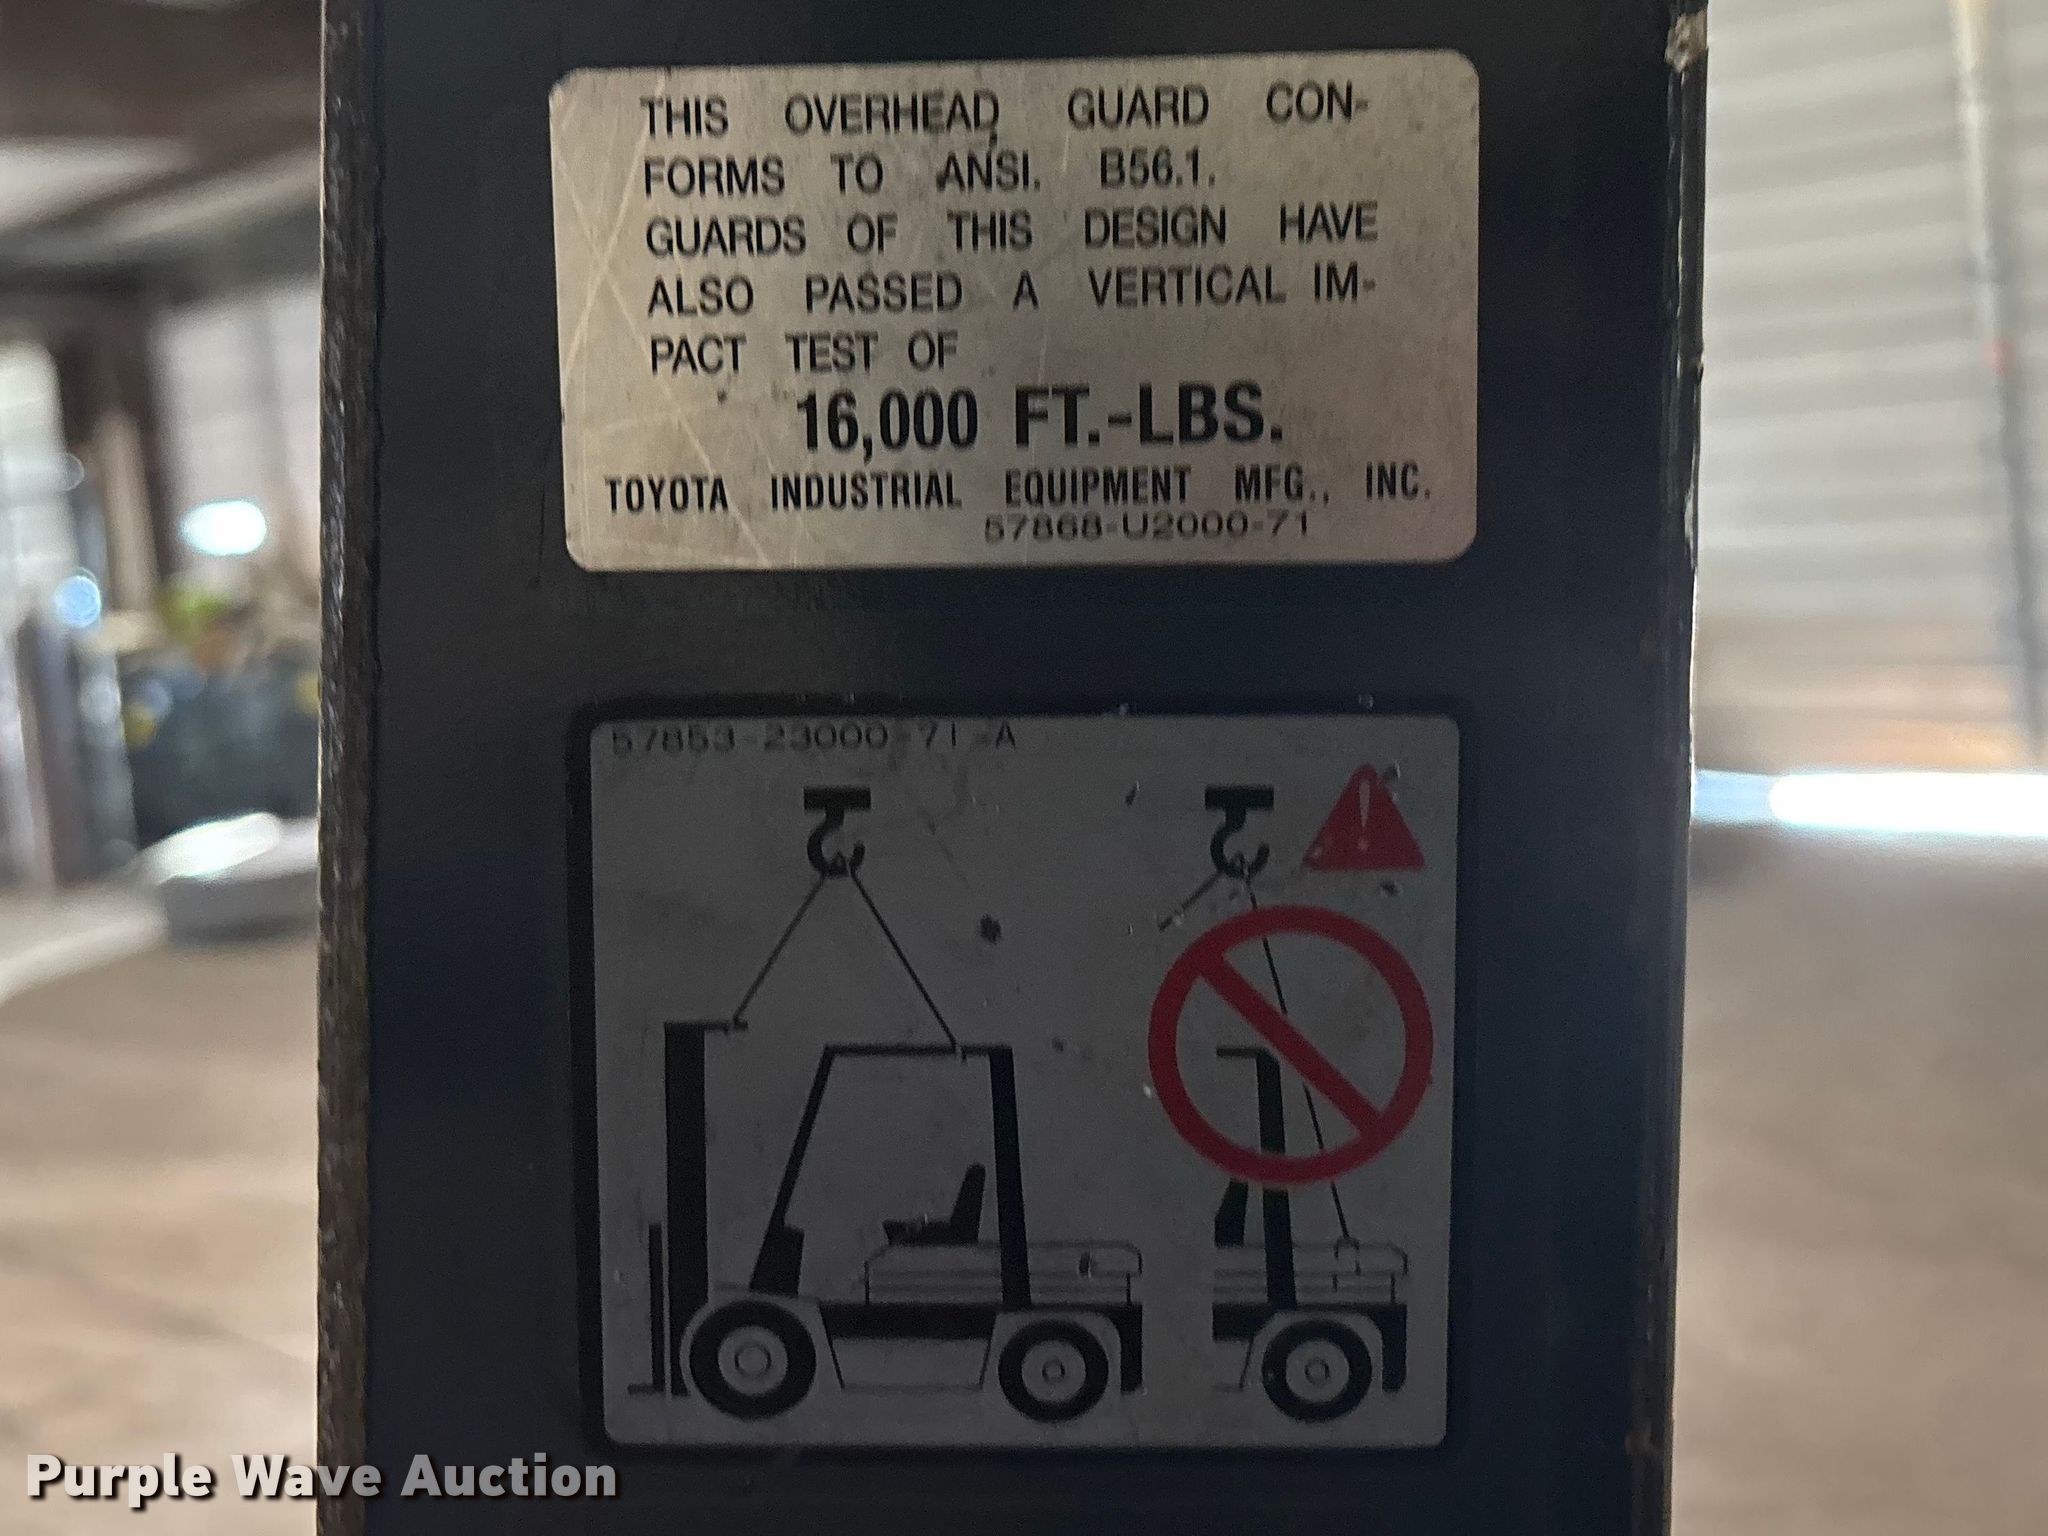 THIS OVERHEAD GUARD CON-
FORMS TO ANSI. B56.1.
GUARDS OF THIS DESIGN HAVE
ALSO PASSED A VERTICAL IM-
PACT TEST OF
16,000 FT.-LBS.
TOYOTA INDUSTRIAL EQUIPMENT MFG., INC.
57868-U2000-71
57853-23000-71-A
Purple Wave Auction